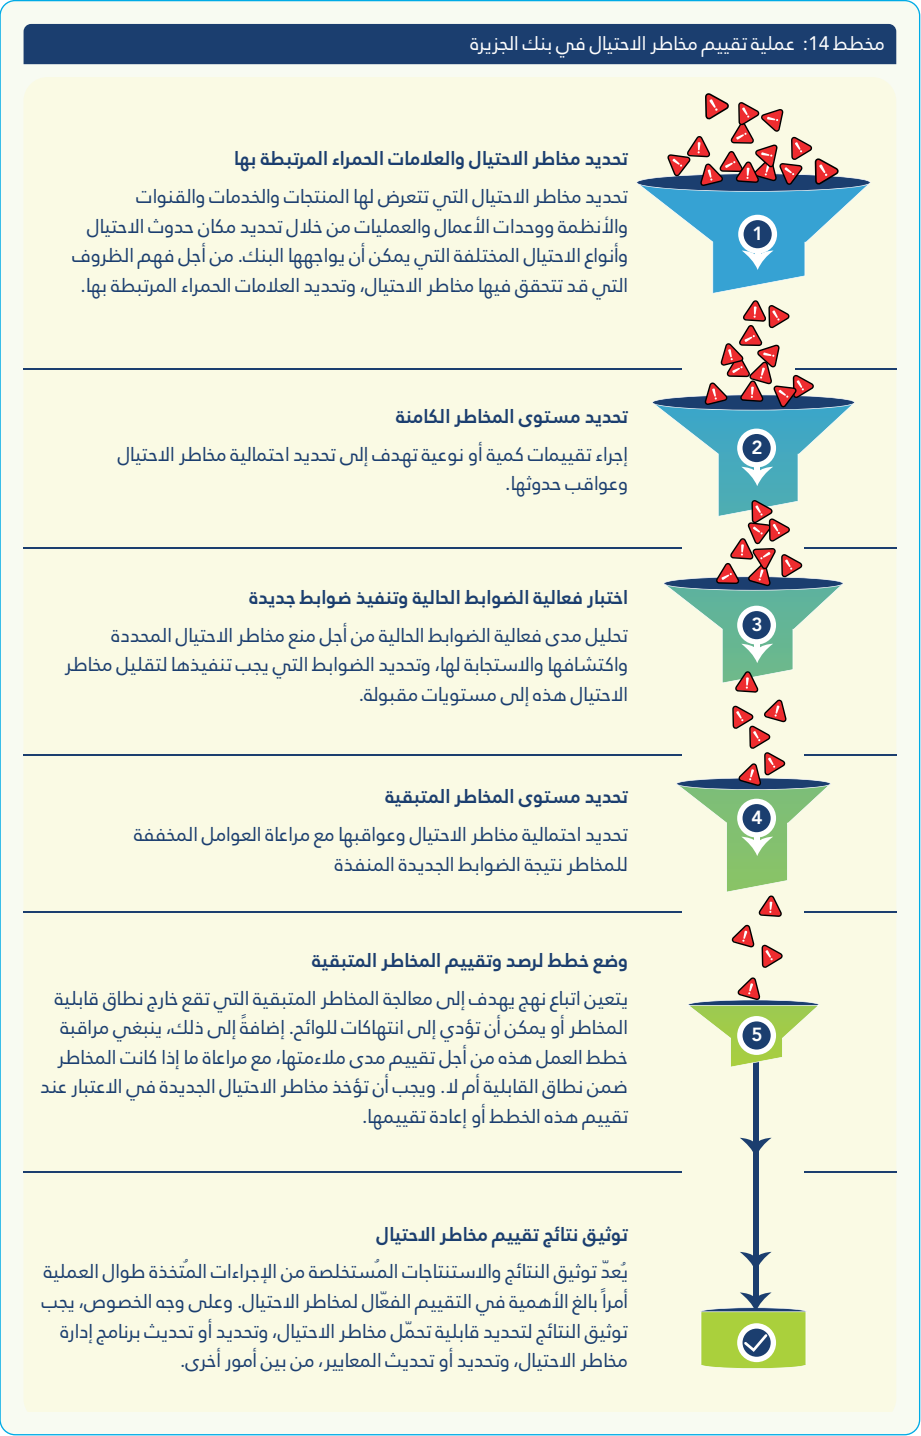 مخطط 14: عملية تقييم مخاطر الاحتيال في بنك الجزيرة
1
تحديد مخاطر الاحتيال والعلامات الحمراء المرتبطة بها
تحديد مخاطر الاحتيال التي تتعرض لها المنتجات والخدمات والقنوات
والأنظمة ووحدات الأعمال والعمليات من خلال تحديد مكان حدوث الاحتيال
وأنواع الاحتيال المختلفة التي يمكن أن يواجهها البنك. من أجل فهم الظروف
التي قد تتحقق فيها مخاطر الاحتيال، وتحديد العلامات الحمراء المرتبطة بها.
2
تحديد مستوى المخاطر الكامنة
إجراء تقييمات كمية أو نوعية تهدف إلى تحديد احتمالية مخاطر الاحتيال
وعواقب حدوثها.
3
اختبار فعالية الضوابط الحالية وتنفيذ ضوابط جديدة
تحليل مدى فعالية الضوابط الحالية من أجل منع مخاطر الاحتيال المحددة
واكتشافها والاستجابة لها، وتحديد الضوابط التي يجب تنفيذها لتقليل مخاطر
الاحتيال هذه إلى مستويات مقبولة.
4
تحديد مستوى المخاطر المتبقية
تحديد احتمالية مخاطر الاحتيال وعواقبها مع مراعاة العوامل المخففة
للمخاطر نتيجة الضوابط الجديدة المنفذة
5
وضع خطط لرصد وتقييم المخاطر المتبقية
يتعين اتباع نهج يهدف إلى معالجة المخاطر المتبقية التي تقع خارج نطاق قابلية
المخاطر أو يمكن أن تؤدي إلى انتهاكات للوائح. إضافةً إلى ذلك، ينبغي مراقبة
خطط العمل هذه من أجل تقييم مدى ملاءمتها، مع مراعاة ما إذا كانت المخاطر
ضمن نطاق القابلية أم لا. ويجب أن تؤخذ مخاطر الاحتيال الجديدة في الاعتبار عند
تقييم هذه الخطط أو إعادة تقييمها.
توثيق نتائج تقييم مخاطر الاحتيال
يُعدّ توثيق النتائج والاستنتاجات المُستخلصة من الإجراءات المُتخذة طوال العملية
أمراً بالغ الأهمية في التقييم الفعّال لمخاطر الاحتيال. وعلى وجه الخصوص، يجب
توثيق النتائج لتحديد قابلية تحمّل مخاطر الاحتيال، وتحديد أو تحديث برنامج إدارة
مخاطر الاحتيال، وتحديد أو تحديث المعايير، من بين أمور أخرى.